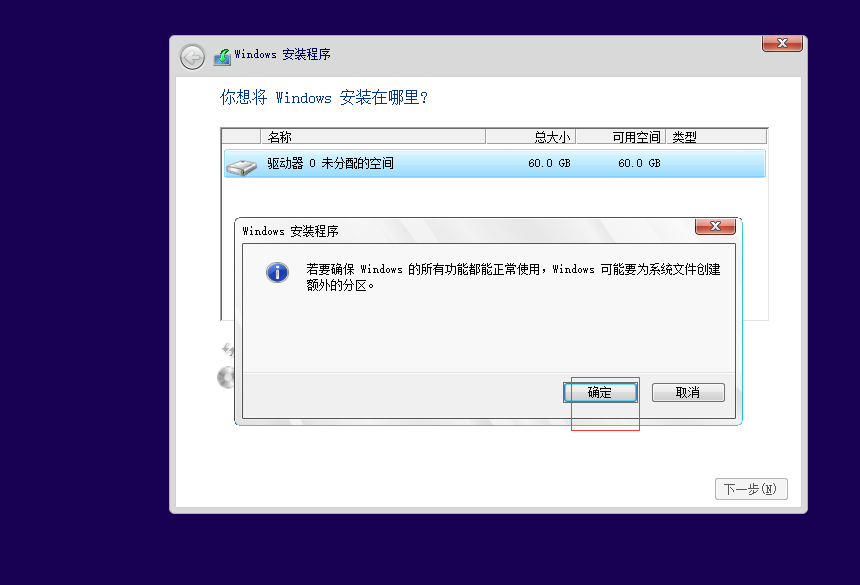 Windows 安装程序
你想将 Windows 安装在哪里?
名称 总大小 可用空间 类型
驱动器 0 未分配的空间 60.0 GB 60.0 GB
Windows 安装程序
若要确保 Windows 的所有功能都能正常使用，Windows 可能要为系统文件创建
额外的分区。
确定 取消
下一步(N)